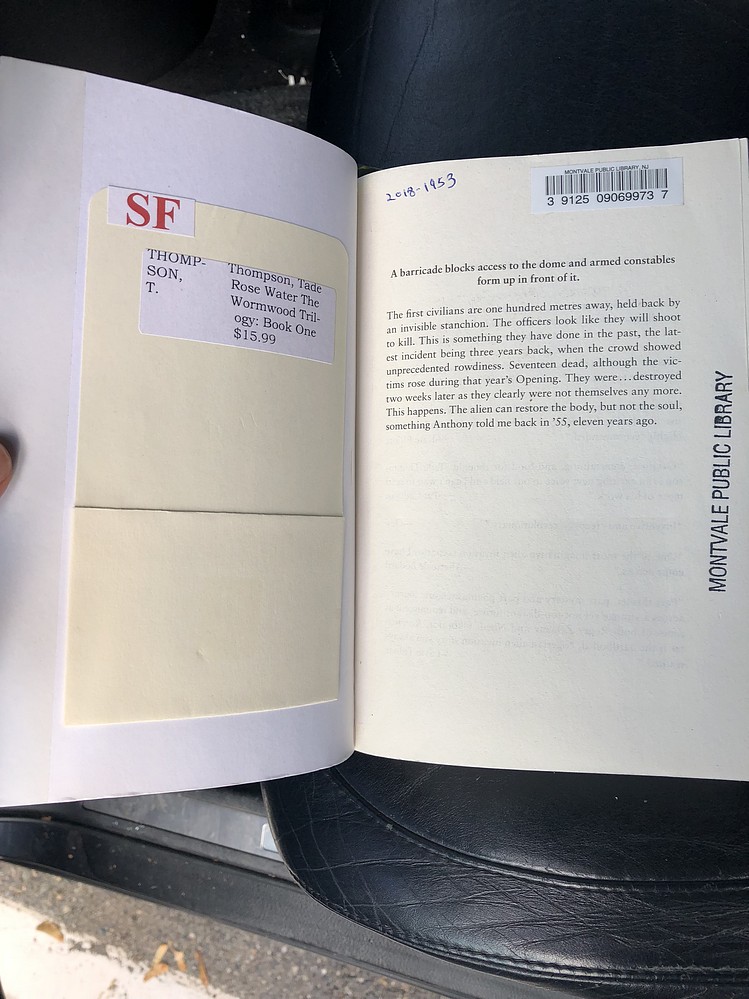 SF
THOMP-
SON,
T.
Thompson, Tade
Rose Water The
Wormwood Tril-
ogy: Book One
$15.99
2018-1953
MONTVALE PUBLIC LIBRARY, NJ
3 9125 09069973 7
A barricade blocks access to the dome and armed constables
form up in front of it.
The first civilians are one hundred metres away, held back by
an invisible stanchion. The officers look like they will shoot
to kill. This is something they have done in the past, the lat-
est incident being three years back, when the crowd showed
unprecedented rowdiness. Seventeen dead, although the vic-
tims rose during that year's Opening. They were...destroyed
two weeks later as they clearly were not themselves any more.
This happens. The alien can restore the body, but not the soul,
something Anthony told me back in '55, eleven years ago.
MONTVALE PUBLIC LIBRARY